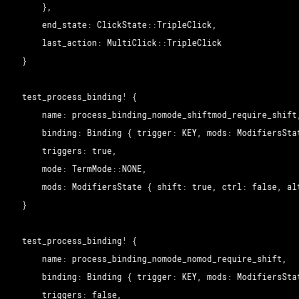 },
end_state: ClickState::TripleClick,
last_action: MultiClick::TripleClick
}
test_process_binding! {
name: process_binding_nomode_shiftmod_require_shift,
binding: Binding { trigger: KEY, mods: ModifiersStat
triggers: true,
mode: TermMode::NONE,
mods: ModifiersState { shift: true, ctrl: false, alt
}
test_process_binding! {
name: process_binding_nomode_nomod_require_shift,
binding: Binding { trigger: KEY, mods: ModifiersStat
triggers: false,